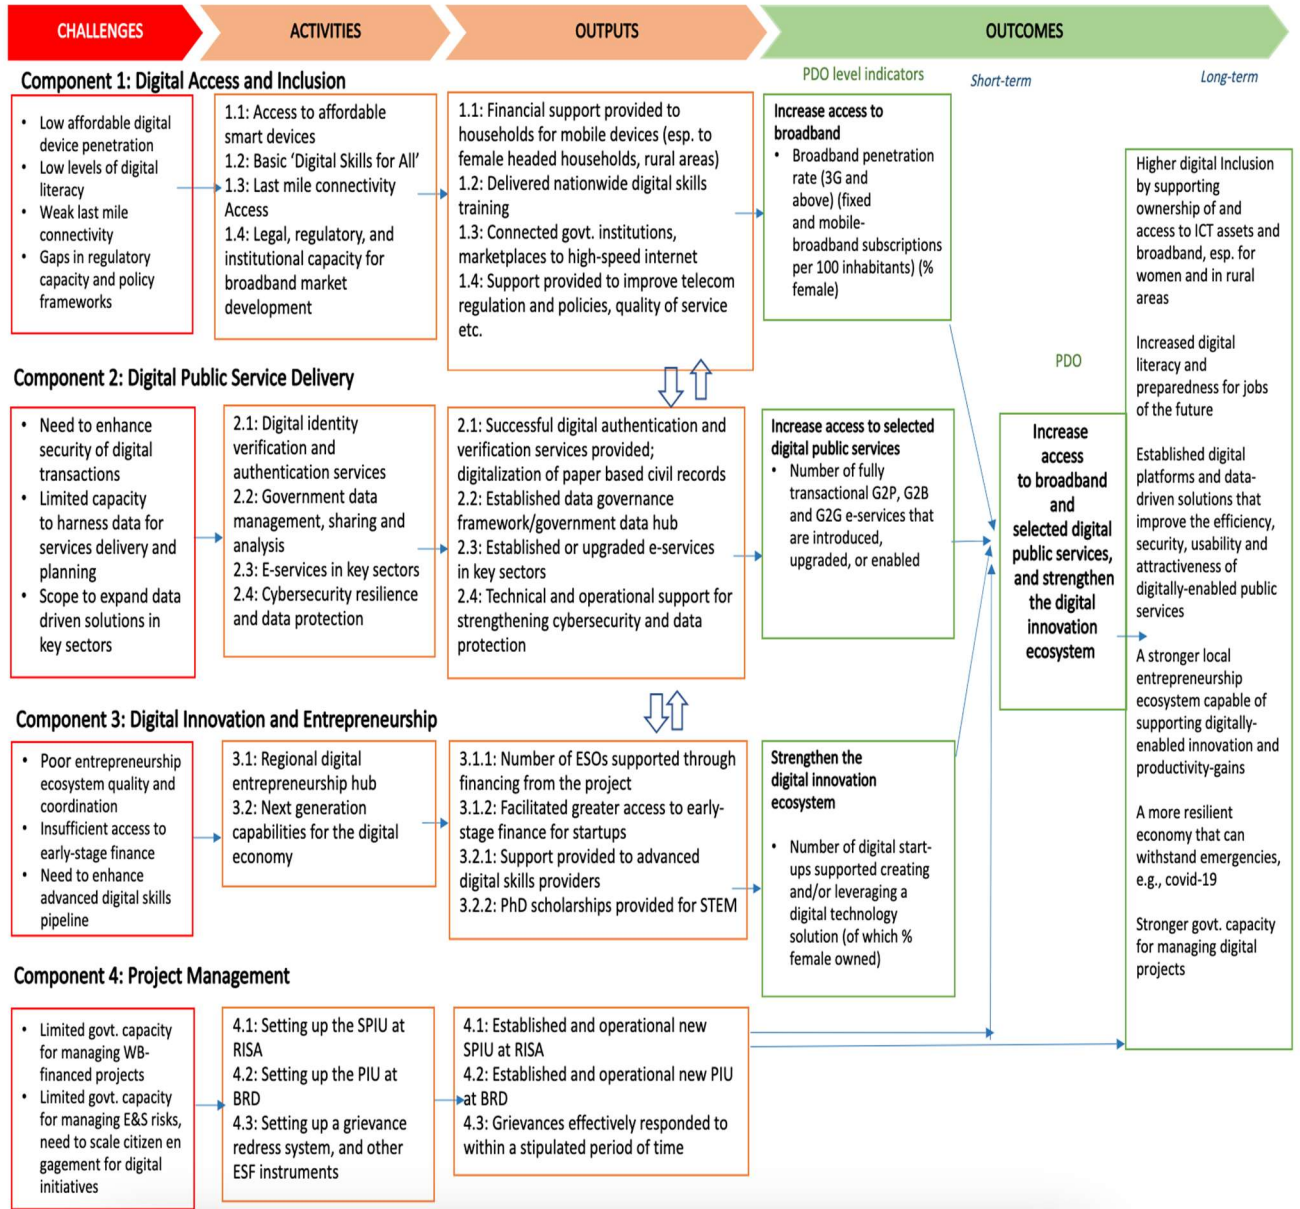 CHALLENGES
ACTIVITIES
OUTPUTS
OUTCOMES
PDO level indicators
Short-term
Long-term
Component 1: Digital Access and Inclusion
• Low affordable digital
device penetration
• Low levels of digital
literacy
• Weak last mile
connectivity
• Gaps in regulatory
capacity and policy
frameworks
1.1: Access to affordable
smart devices
1.2: Basic ‘Digital Skills for All’
1.3: Last mile connectivity
Access
1.4: Legal, regulatory, and
institutional capacity for
broadband market
development
1.1: Financial support provided to
households for mobile devices (esp. to
female headed households, rural areas)
1.2: Delivered nationwide digital skills
training
1.3: Connected govt. institutions,
marketplaces to high-speed internet
1.4: Support provided to improve telecom
regulation and policies, quality of service
etc.
Increase access to
broadband
• Broadband penetration
rate (3G and
above) (fixed
and mobile-
broadband subscriptions
per 100 inhabitants) (%
female)
Component 2: Digital Public Service Delivery
• Need to enhance
security of digital
transactions
• Limited capacity
to harness data for
services delivery and
planning
• Scope to expand data
driven solutions in
key sectors
2.1: Digital identity
verification and
authentication services
2.2: Government data
management, sharing and
analysis
2.3: E-services in key sectors
2.4: Cybersecurity resilience
and data protection
2.1: Successful digital authentication and
verification services provided;
digitalization of paper based civil records
2.2: Established data governance
framework/government data hub
2.3: Established or upgraded e-services
in key sectors
2.4: Technical and operational support for
strengthening cybersecurity and data
protection
Increase access to selected
digital public services
• Number of fully
transactional G2P, G2B
and G2G e-services that
are introduced,
upgraded, or enabled
Component 3: Digital Innovation and Entrepreneurship
• Poor entrepreneurship
ecosystem quality and
coordination
• Insufficient access to
early-stage finance
• Need to enhance
advanced digital skills
pipeline
3.1: Regional digital
entrepreneurship hub
3.2: Next generation
capabilities for the digital
economy
3.1.1: Number of ESOs supported through
financing from the project
3.1.2: Facilitated greater access to early-
stage finance for startups
3.2.1: Support provided to advanced
digital skills providers
3.2.2: PhD scholarships provided for STEM
Strengthen the
digital innovation
ecosystem
• Number of digital start-
ups supported creating
and/or leveraging a
digital technology
solution (of which %
female owned)
Component 4: Project Management
• Limited govt. capacity
for managing WB-
financed projects
• Limited govt. capacity
for managing E&S risks,
need to scale citizen en
gagement for digital
initiatives
4.1: Setting up the SPIU at
RISA
4.2: Setting up the PIU at
BRD
4.3: Setting up a grievance
redress system, and other
ESF instruments
4.1: Established and operational new
SPIU at RISA
4.2: Established and operational new PIU
at BRD
4.3: Grievances effectively responded to
within a stipulated period of time
PDO
Increase
access
to broadband
and
selected digital
public services,
and strengthen
the digital
innovation
ecosystem
Higher digital Inclusion
by supporting
ownership of and
access to ICT assets and
broadband, esp. for
women and in rural
areas
Increased digital
literacy and
preparedness for jobs
of the future
Established digital
platforms and data-
driven solutions that
improve the efficiency,
security, usability and
attractiveness of
digitally-enabled public
services
A stronger local
entrepreneurship
ecosystem capable of
supporting digitally-
enabled innovation and
productivity-gains
A more resilient
economy that can
withstand emergencies,
e.g., covid-19
Stronger govt. capacity
for managing digital
projects